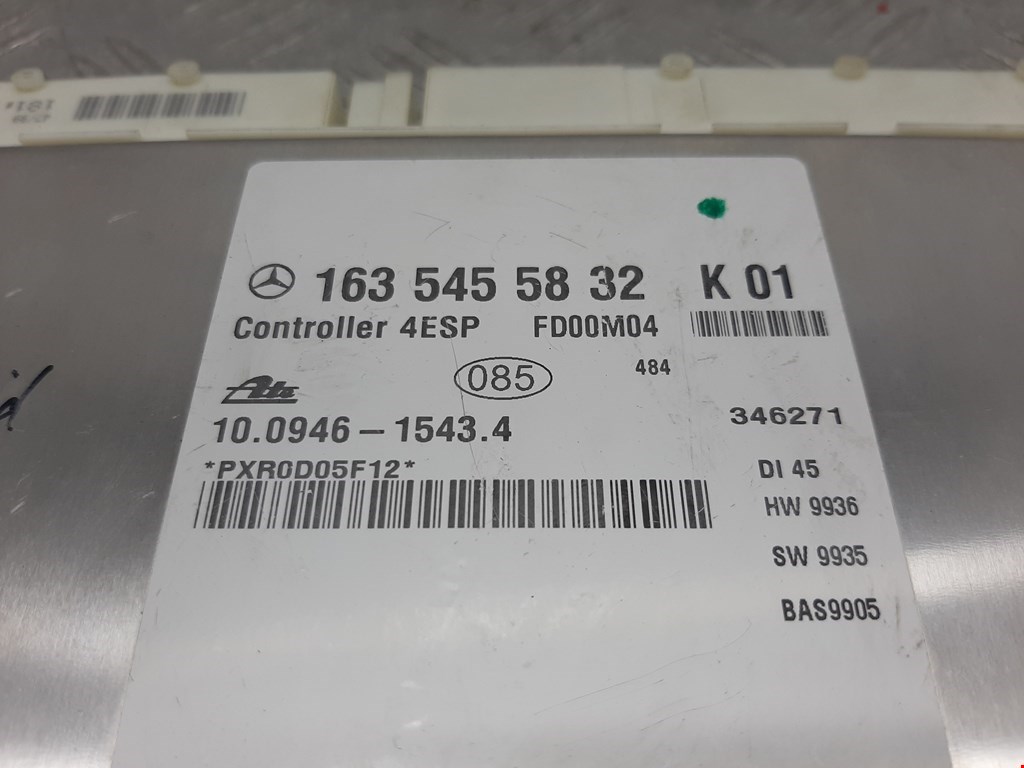 163 545 58 32 K 01
Controller 4ESP FD00M04
085 484
Ate
10.0946-1543.4 346271
*PXR0D05F12*
DI 45
HW 9936
SW 9935
BAS9905